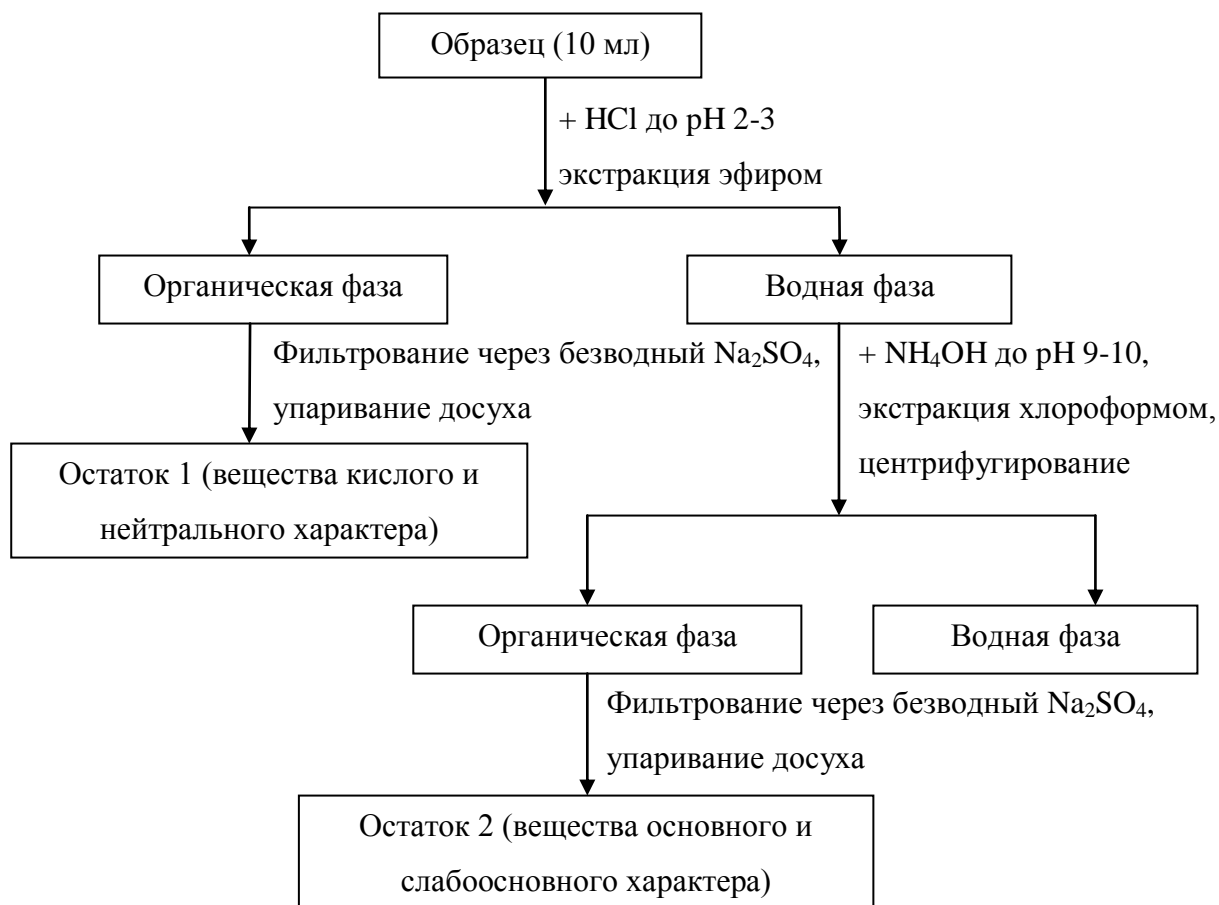 Образец (10 мл)
+ HCl до pH 2-3
экстракция эфиром
Органическая фаза
Водная фаза
Фильтрование через безводный Na₂SO₄,
упаривание досуха
+ NH₄OH до pH 9-10,
экстракция хлороформом,
центрифугирование
Остаток 1 (вещества кислого и
нейтрального характера)
Органическая фаза
Водная фаза
Фильтрование через безводный Na₂SO₄,
упаривание досуха
Остаток 2 (вещества основного и
слабоосновного характера)